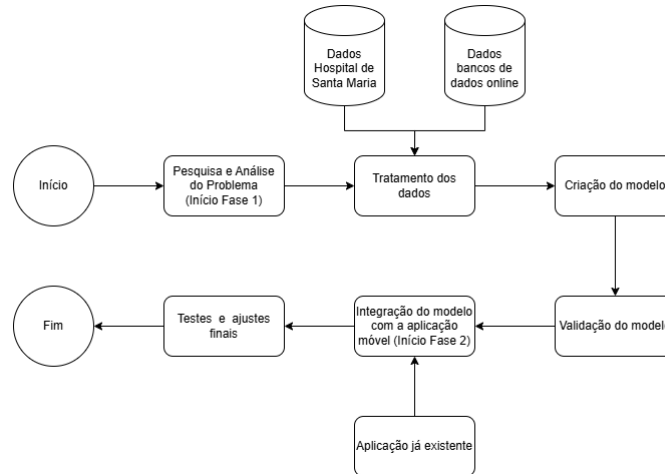 Dados
Hospital de
Santa Maria
Dados
bancos de
dados online
Início
Pesquisa e Análise
do Problema
(Início Fase 1)
Tratamento dos
dados
Criação do modelo
Fim
Testes e ajustes
finais
Integração do modelo
com a aplicação
móvel (Início Fase 2)
Validação do modelo
Aplicação já existente